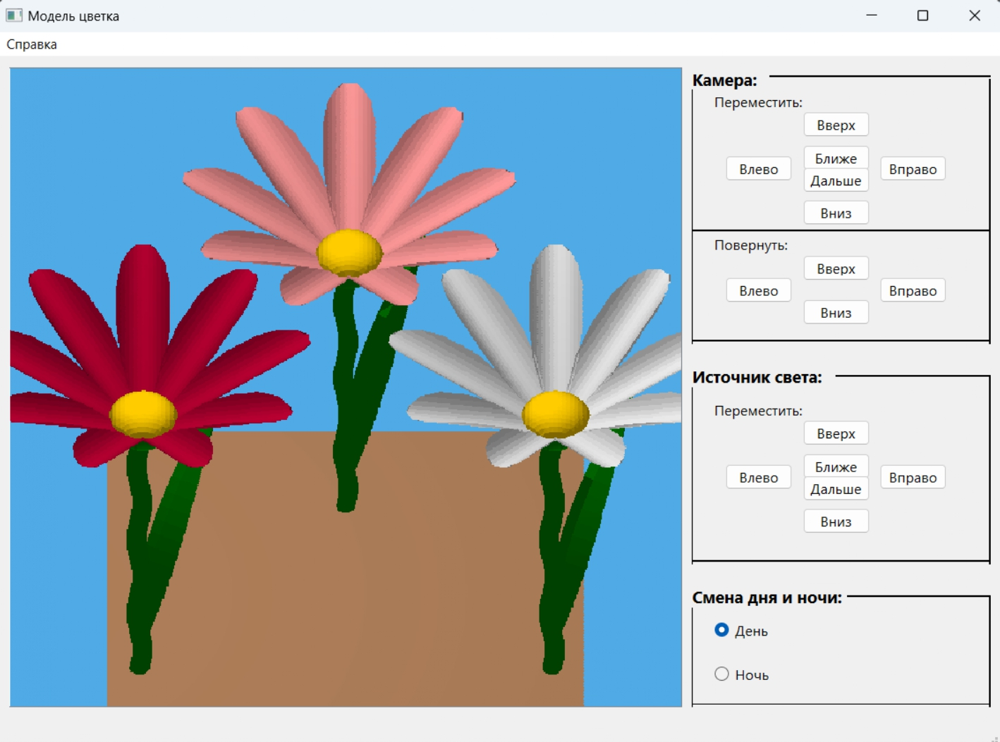 Модель цветка
Справка
Камера:
Переместить:
Вверх
Ближе
Влево
Вправо
Дальше
Вниз
Повернуть:
Вверх
Влево
Вправо
Вниз
Источник света:
Переместить:
Вверх
Ближе
Влево
Вправо
Дальше
Вниз
Смена дня и ночи:
День
Ночь